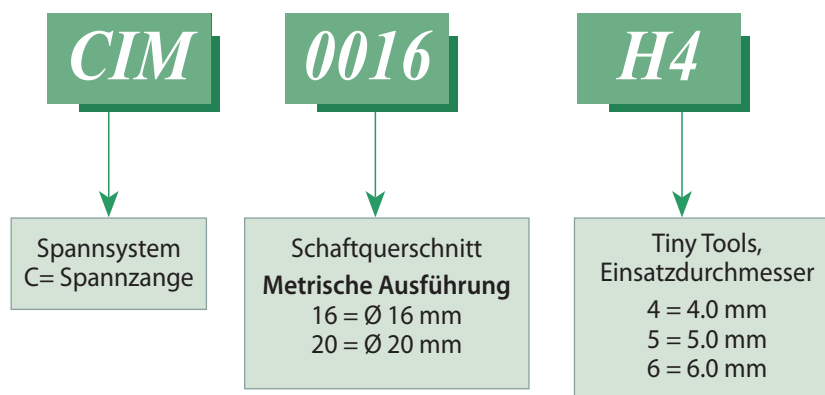 CIM 0016 H4
Spannsystem
C= Spannzange
Schaftquerschnitt
Metrische Ausführung
16 = Ø 16 mm
20 = Ø 20 mm
Tiny Tools,
Einsatzdurchmesser
4 = 4.0 mm
5 = 5.0 mm
6 = 6.0 mm